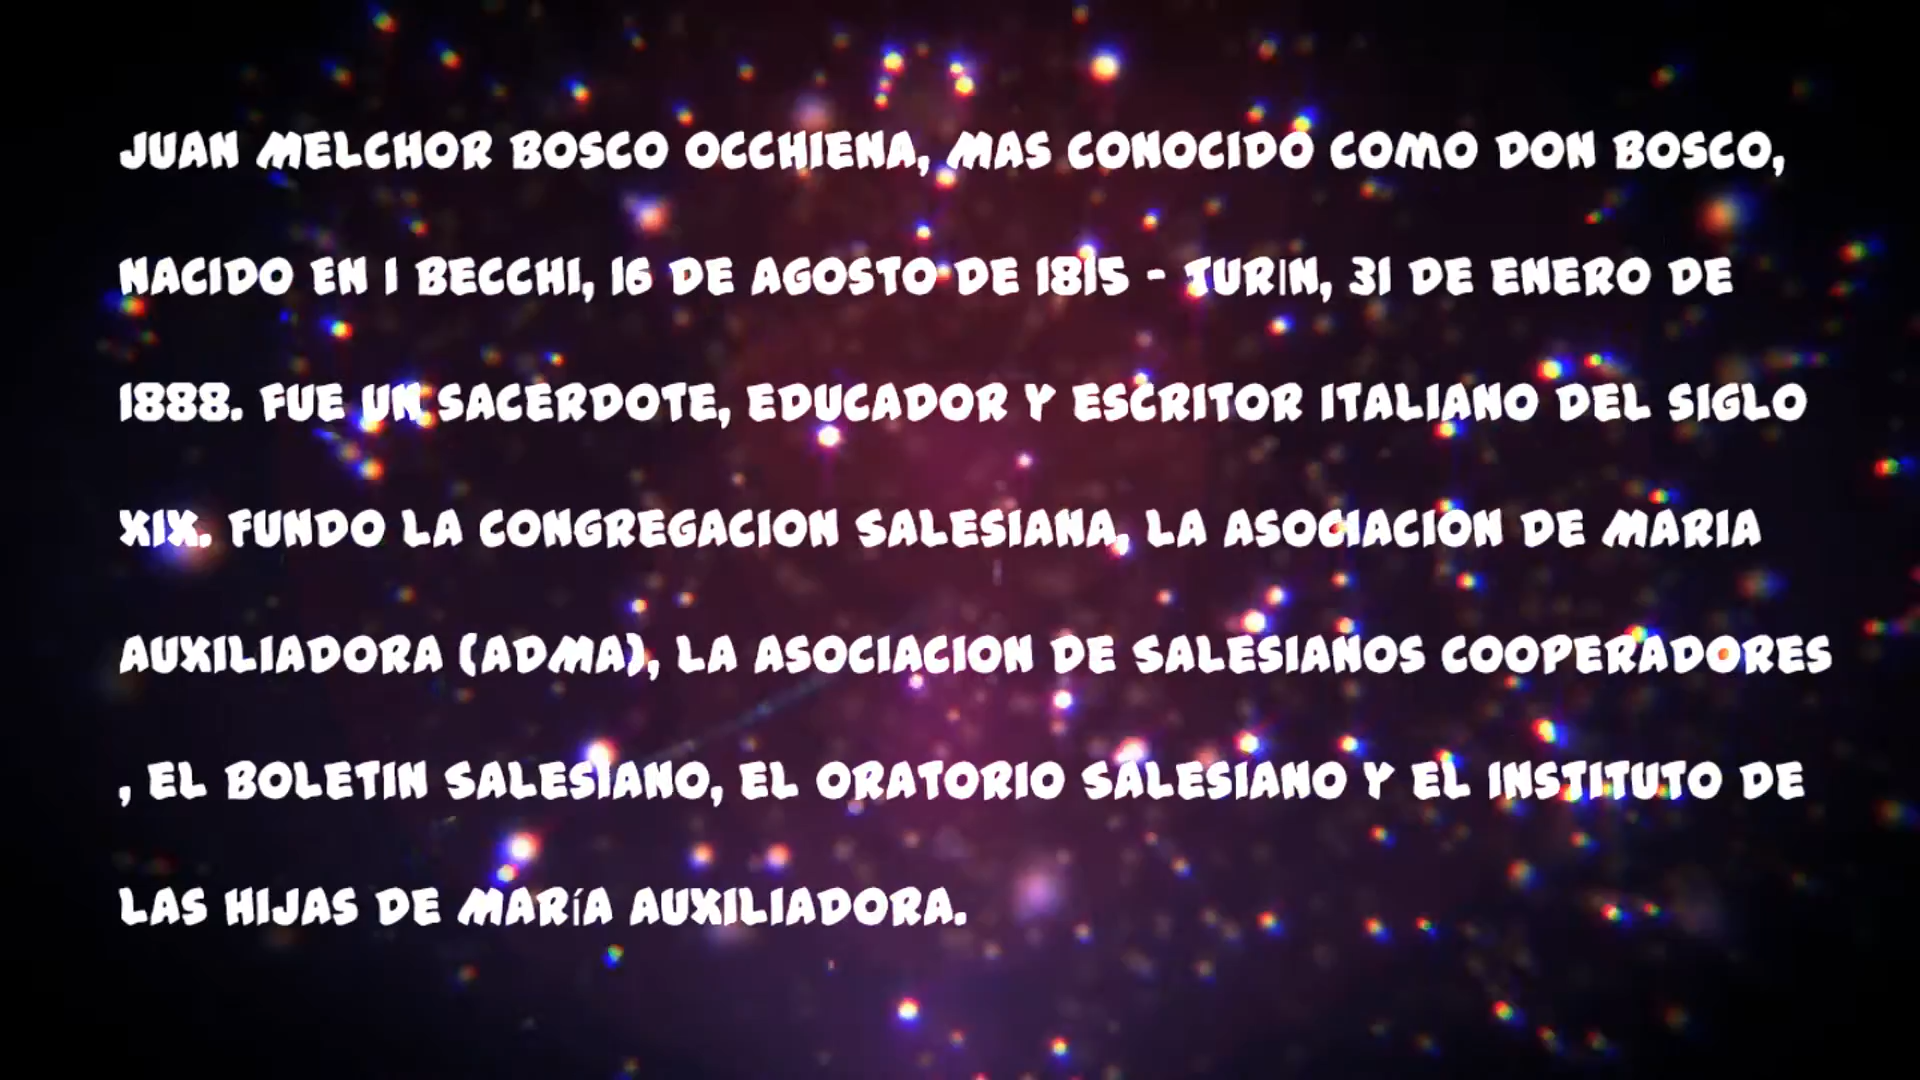 JUAN MELCHOR BOSCO OCCHIENA, MAS CONOCIDO COMO DON BOSCO,
NACIDO EN I BECCHI, 16 DE AGOSTO DE 1815 - TURIN, 31 DE ENERO DE
1888. FUE UN SACERDOTE, EDUCADOR Y ESCRITOR ITALIANO DEL SIGLO
XIX. FUNDO LA CONGREGACION SALESIANA, LA ASOCIACION DE MARIA
AUXILIADORA (ADMA), LA ASOCIACION DE SALESIANOS COOPERADORES
, EL BOLETIN SALESIANO, EL ORATORIO SALESIANO Y EL INSTITUTO DE
LAS HIJAS DE MARÍA AUXILIADORA.